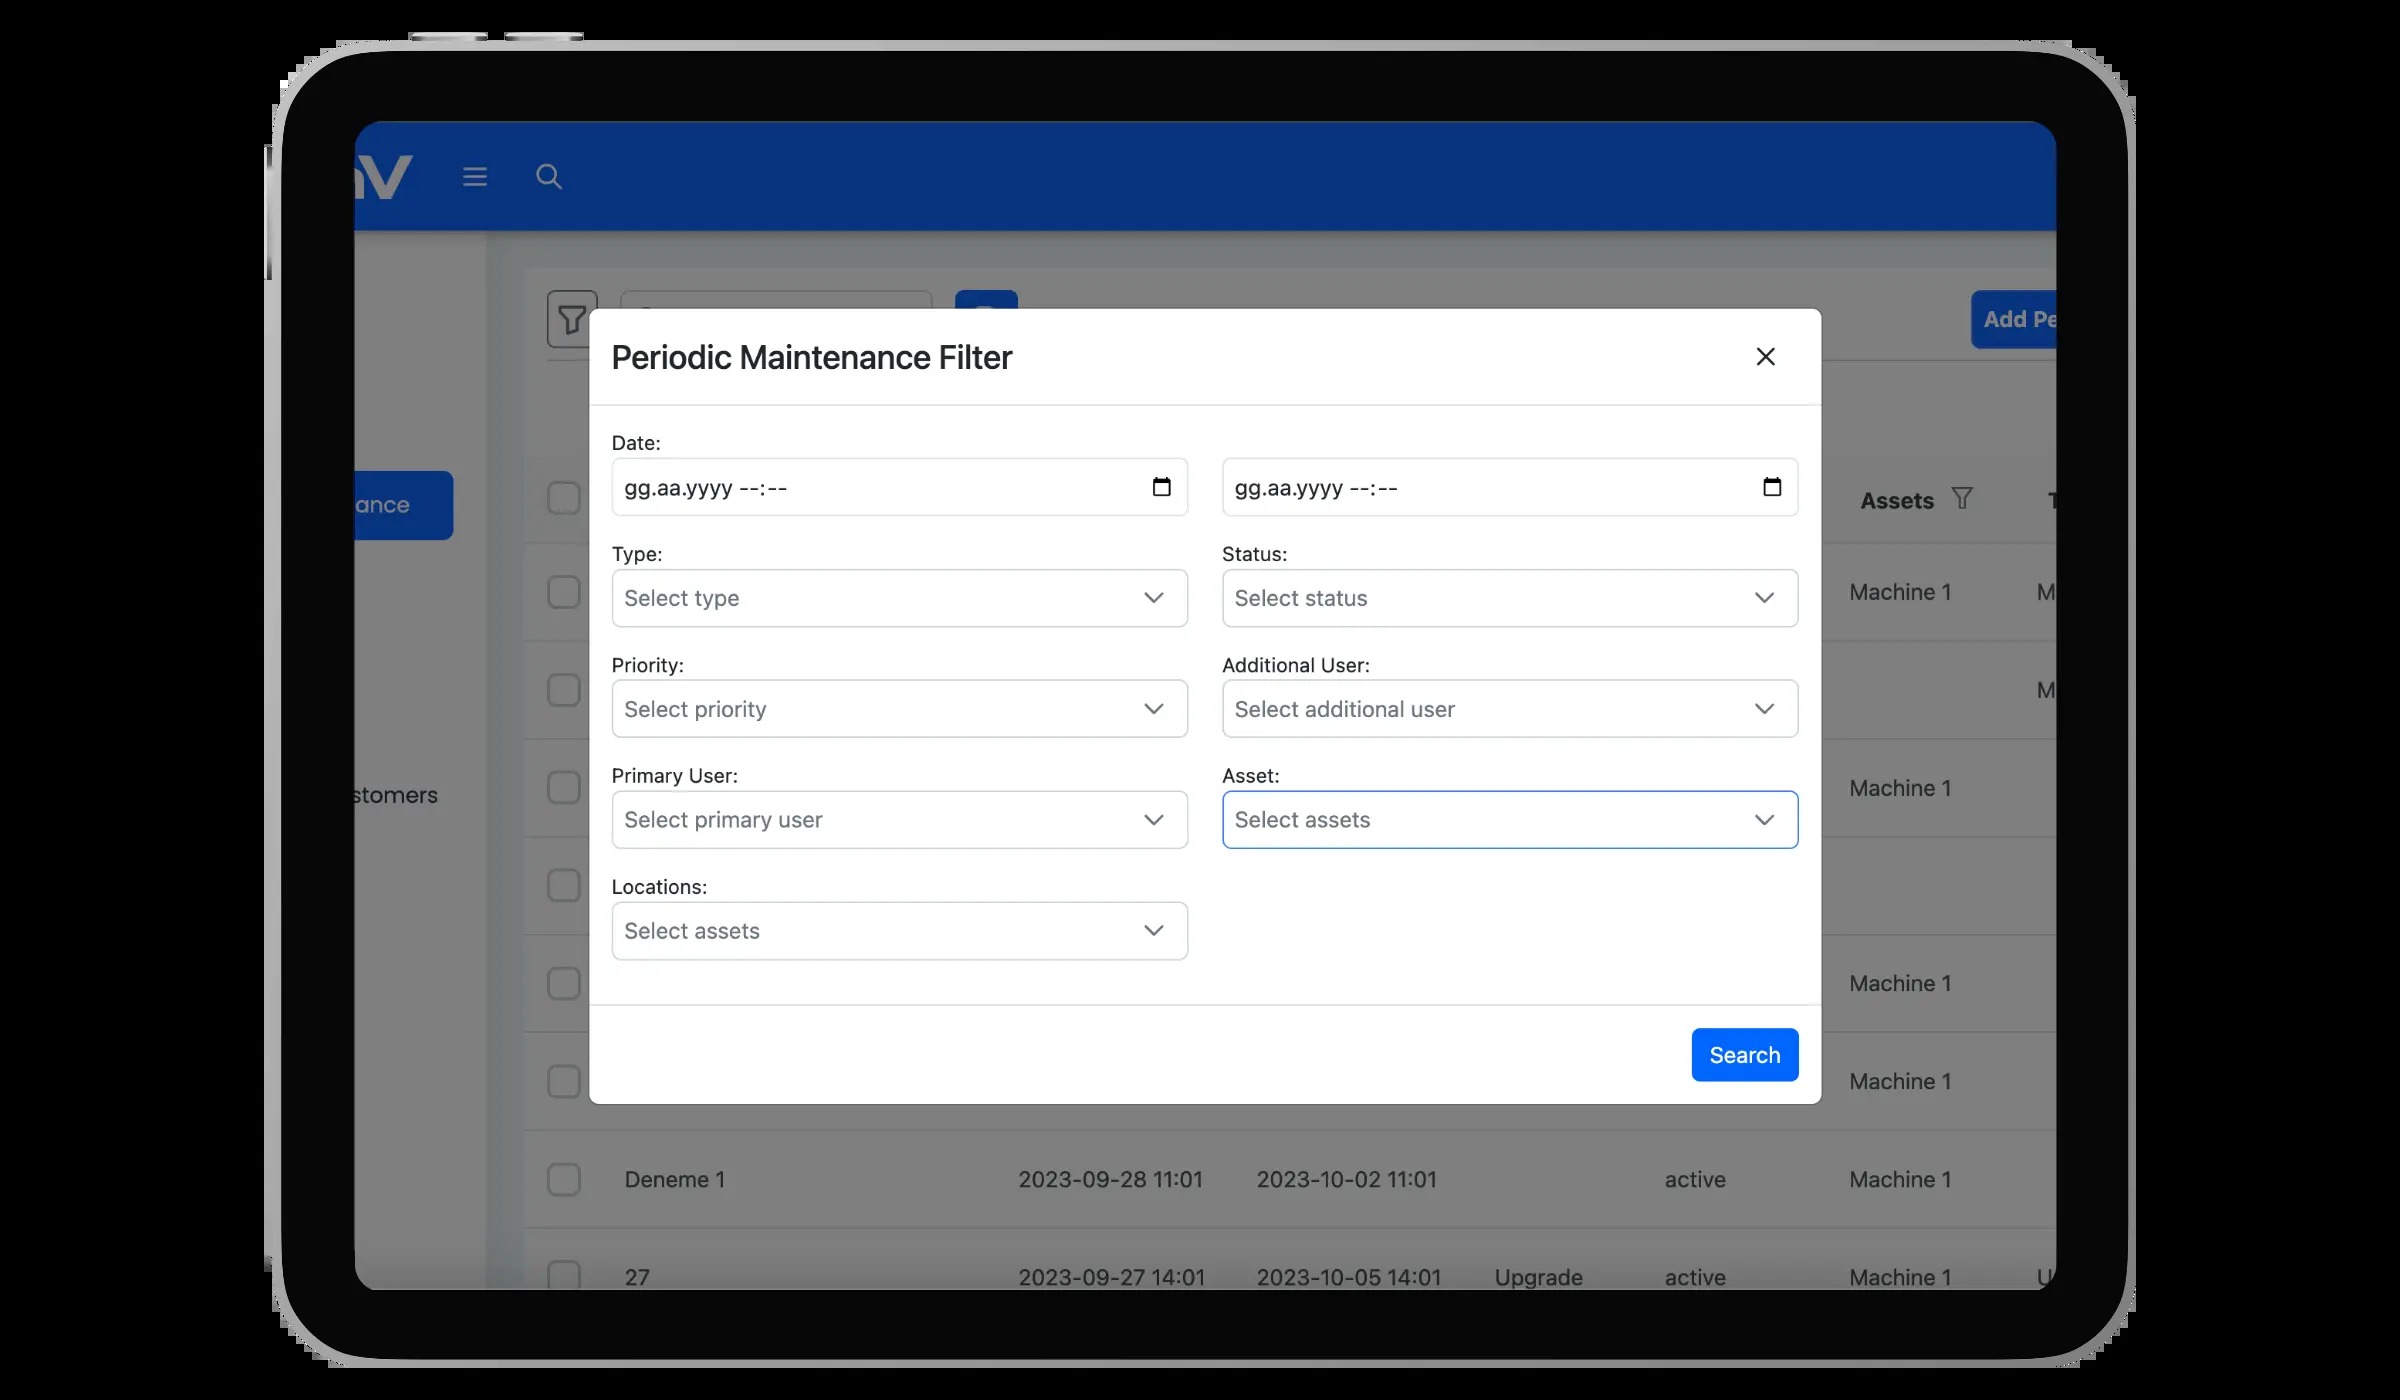 Add Pe
Periodic Maintenance Filter
Date:
gg.aa.yyyy --:-- gg.aa.yyyy --:--
ance
Assets
Type: Status:
Select type Select status
Machine 1 M
Priority: Additional User:
Select priority Select additional user
M
Primary User: Asset:
Select primary user Select assets
stomers
Machine 1
Locations:
Select assets
Machine 1
Search
Machine 1
Deneme 1 2023-09-28 11:01 2023-10-02 11:01 active Machine 1
27 2023-09-27 14:01 2023-10-05 14:01 Upgrade active Machine 1 U